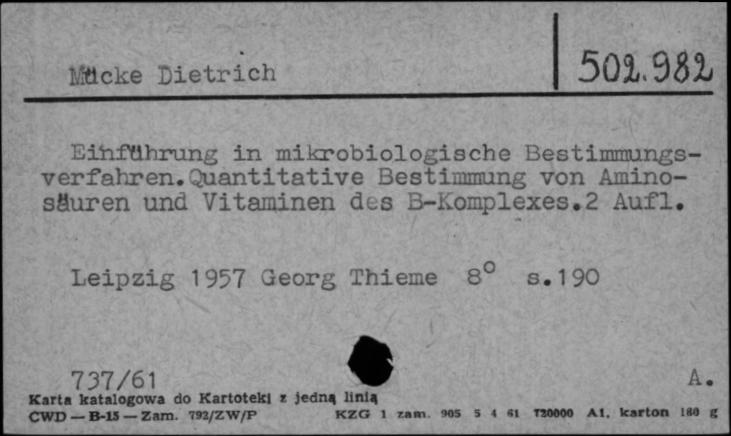 Mücke Dietrich 502.982
Einführung in mikrobiologische Bestimmungs-
verfahren.Quantitative Bestimmung von Amino-
säuren und Vitaminen des B-Komplexes.2 Aufl.
Leipzig 1957 Georg Thieme 8° s.190
737/61 A.
Karta katalogowa do Kartoteki z jedną linią
CWD — B-15 — Zam. 792/ZW/P KZG 1 zam. 905 5 4 61 720000 A1, karton 180 g